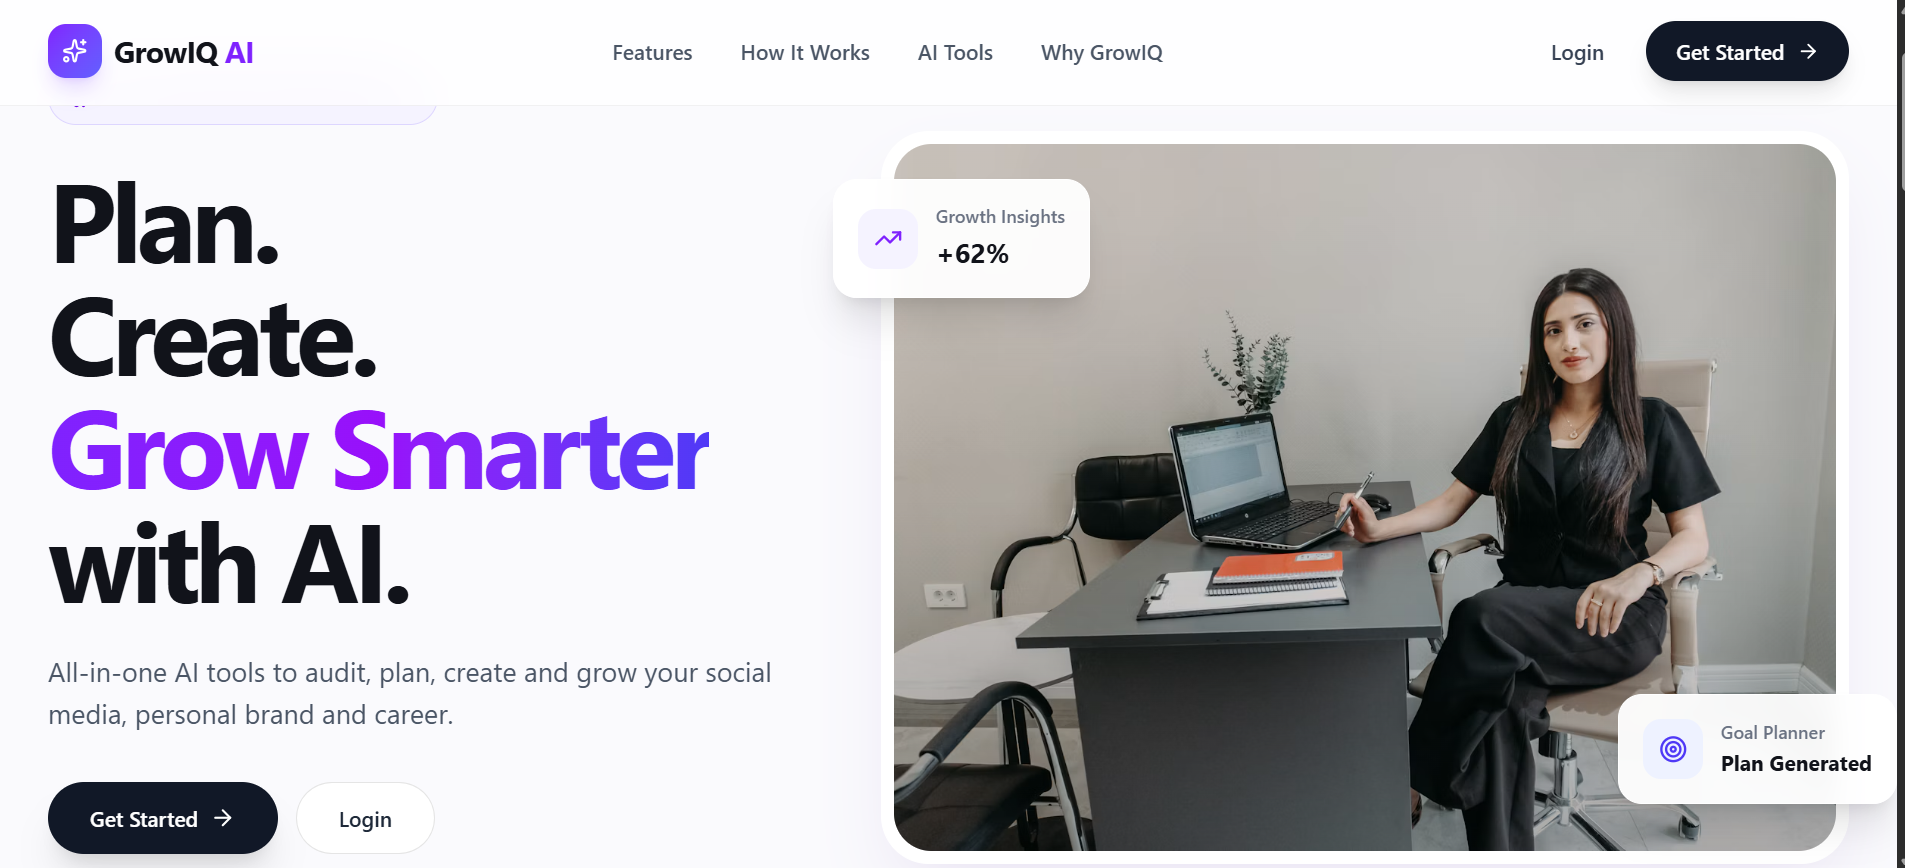 GrowIQ AI
Features
How It Works
AI Tools
Why GrowIQ
Login
Get Started
Plan.
Create.
Grow Smarter
with AI.
All-in-one AI tools to audit, plan, create and grow your social
media, personal brand and career.
Get Started
Login
Growth Insights
+62%
Goal Planner
Plan Generated